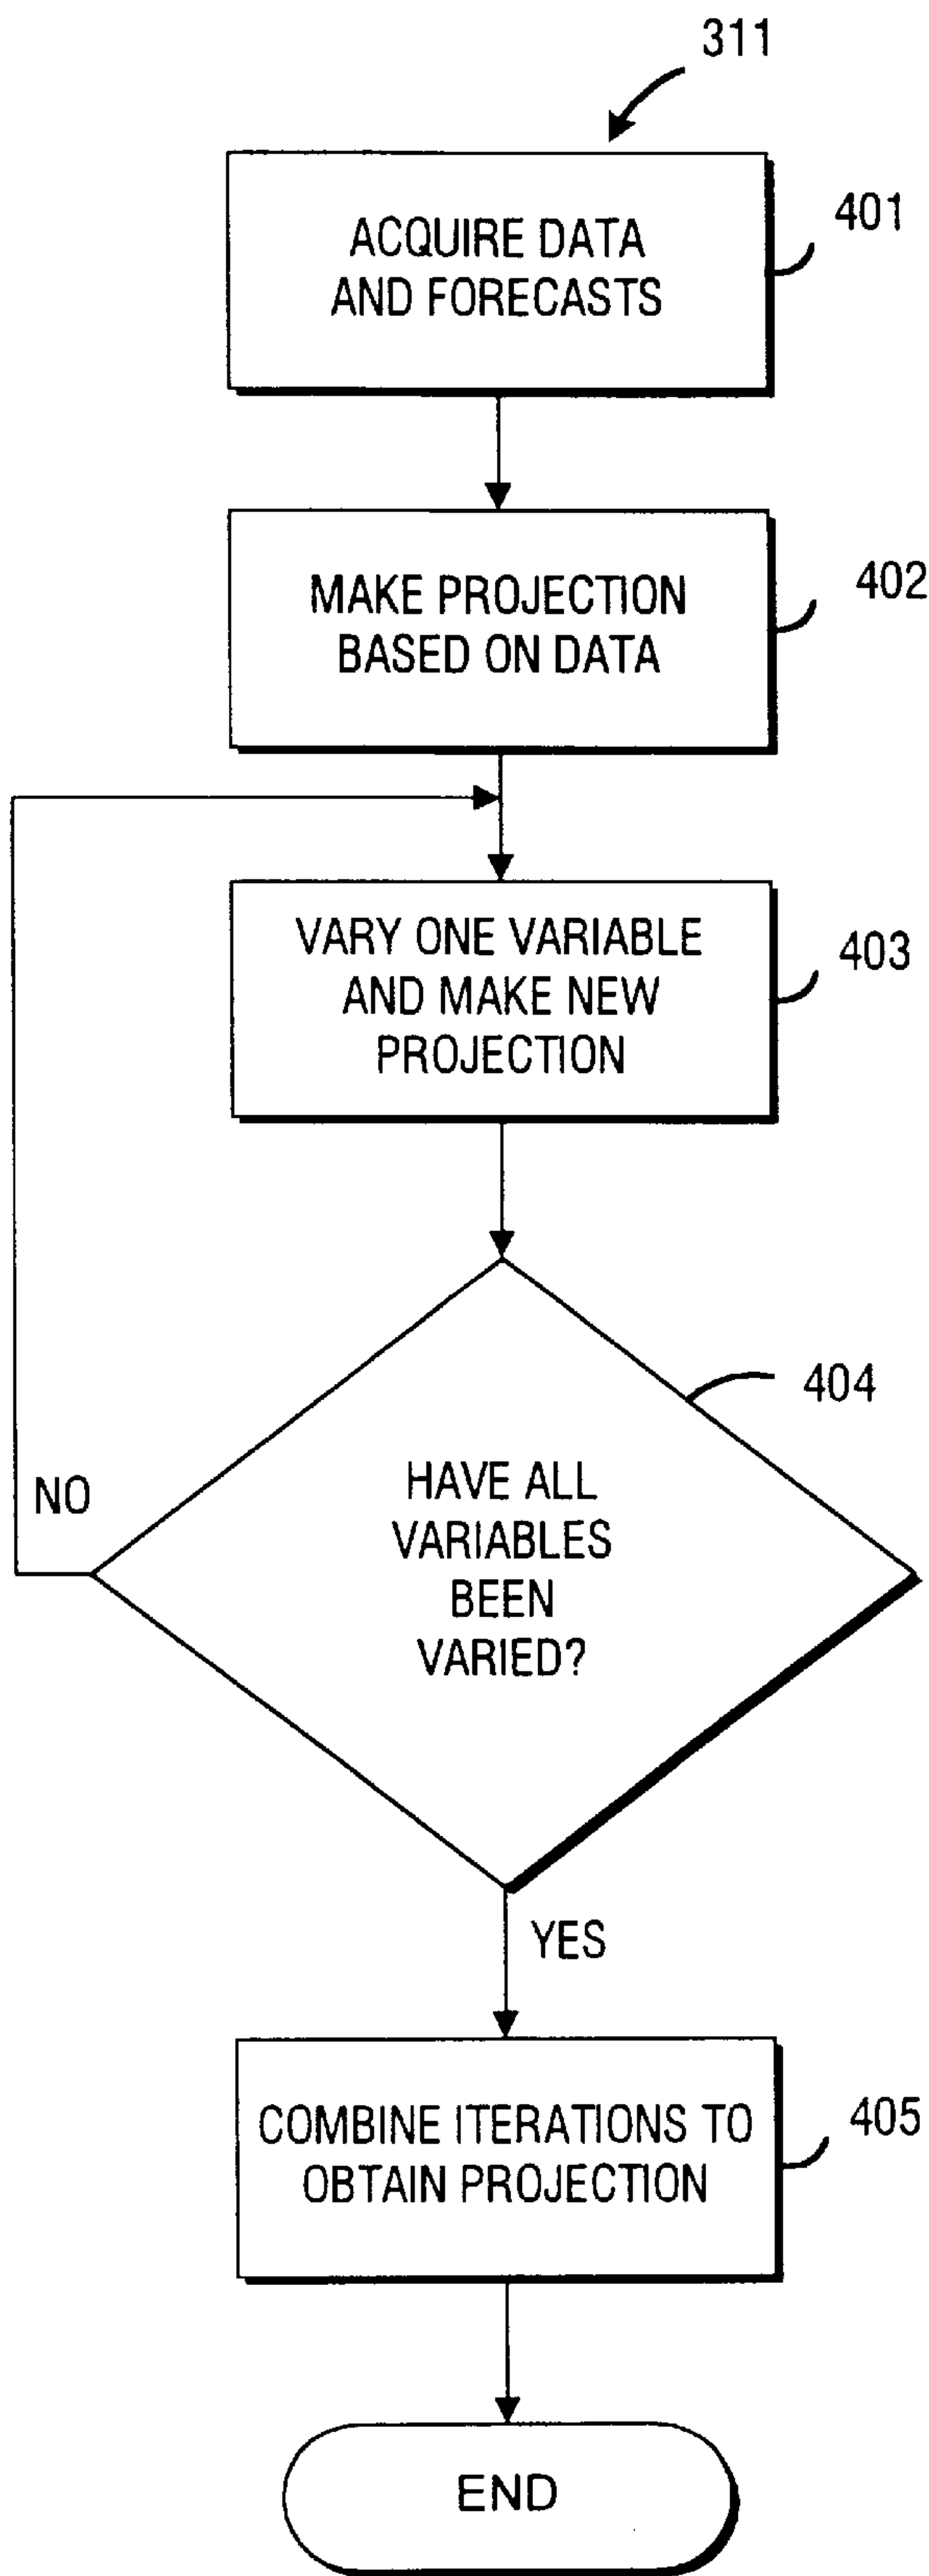 311
ACQUIRE DATA
AND FORECASTS
401
MAKE PROJECTION
BASED ON DATA
402
VARY ONE VARIABLE
AND MAKE NEW
PROJECTION
403
HAVE ALL
VARIABLES
BEEN
VARIED?
404
NO
YES
COMBINE ITERATIONS TO
OBTAIN PROJECTION
405
END